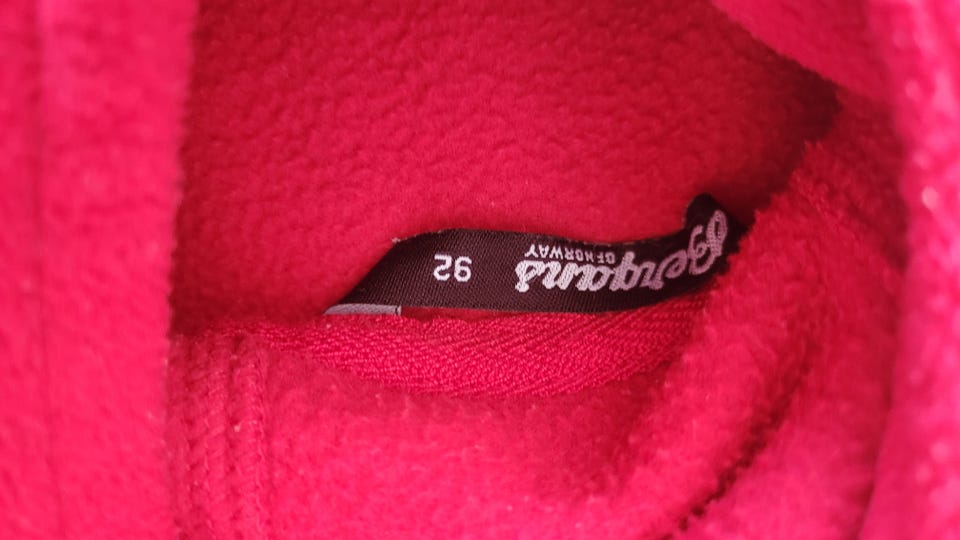 Bergans
OF NORWAY
92